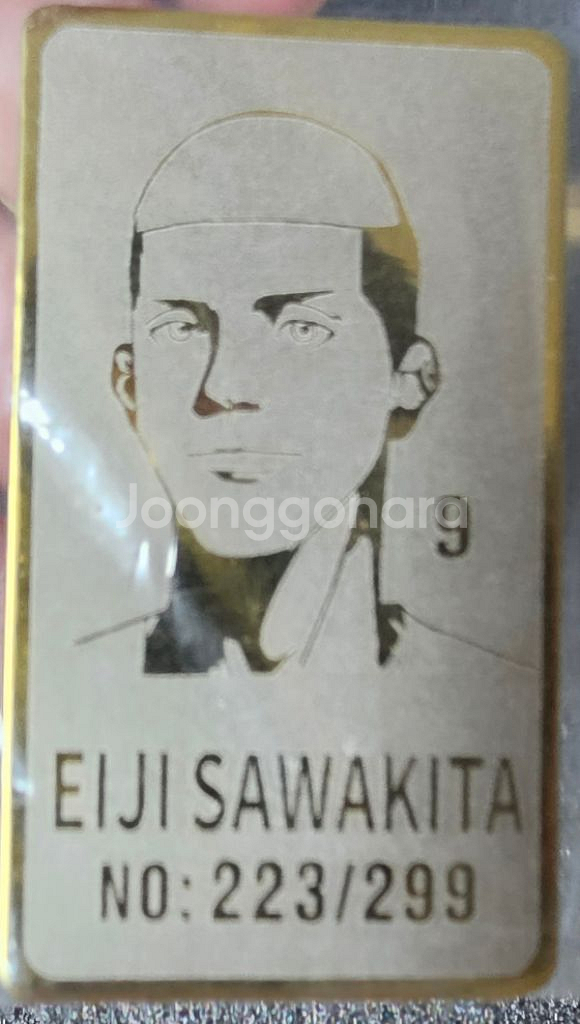 Joonggonara
9
EIJI SAWAKITA
NO: 223/299